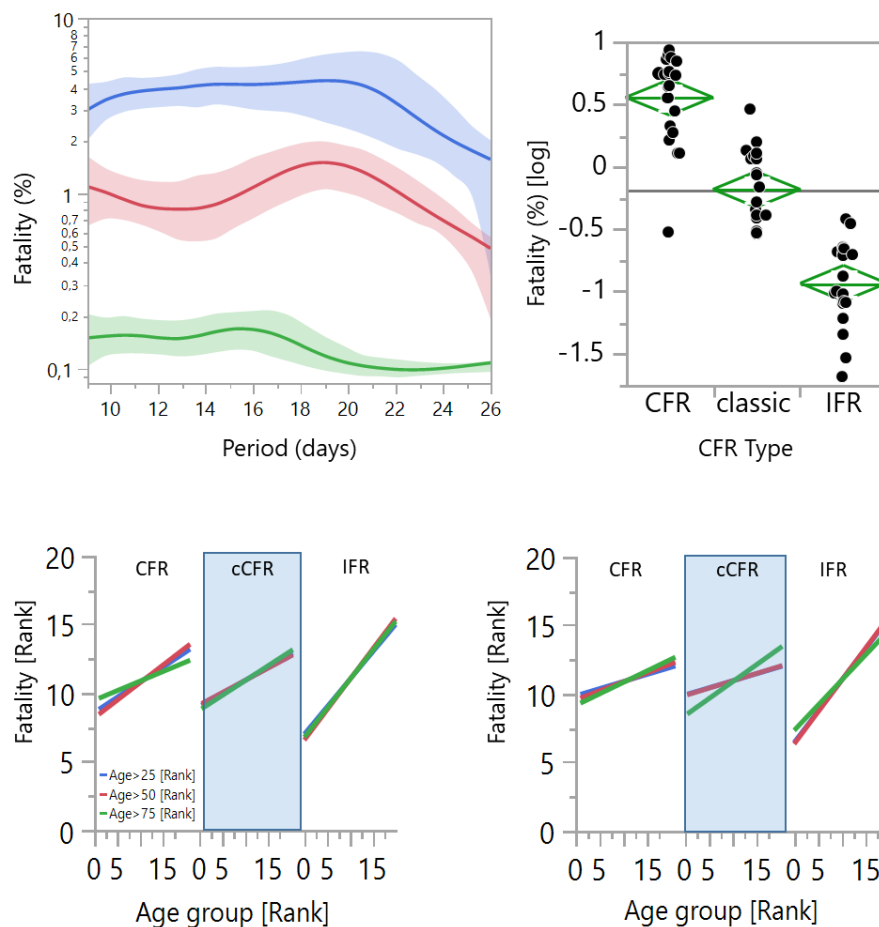 10
8
7
6
5
4
3
2
1
0,7
0,6
0,5
0,4
0,3
0,2
0,1
Fatality (%)
10 12 14 16 18 20 22 24 26
Period (days)
1
0.5
0
-0.5
-1
-1.5
Fatality (%) [log]
CFR classic IFR
CFR Type
20
15
10
5
0
Fatality [Rank]
CFR cCFR IFR
Age>25 [Rank]
Age>50 [Rank]
Age>75 [Rank]
0 5 15 0 5 15 0 5 15
Age group [Rank]
20
15
10
5
0
Fatality [Rank]
CFR cCFR IFR
0 5 15 0 5 15 0 5 15
Age group [Rank]